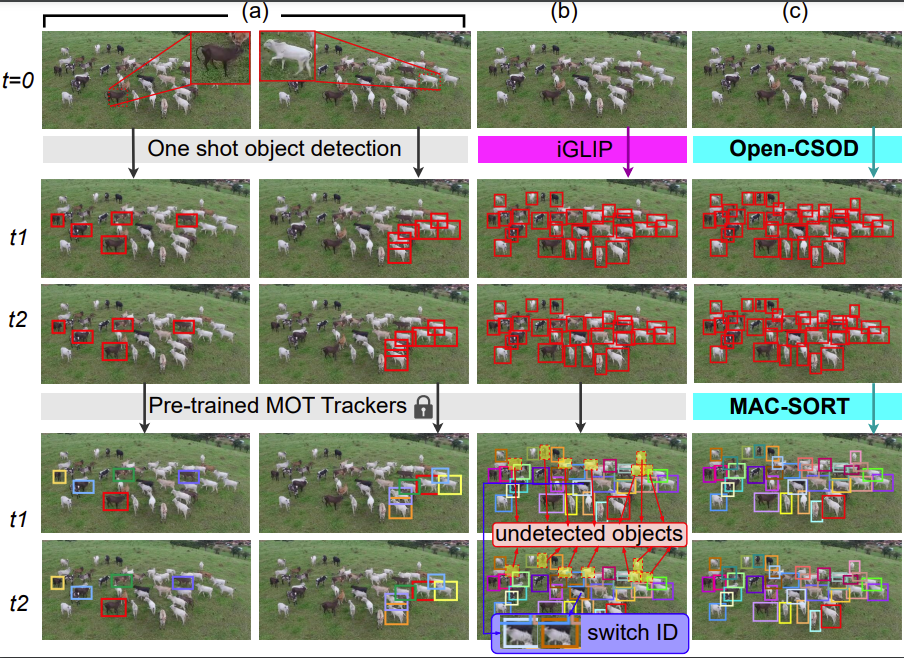 (a) (b) (c)
t=0
One shot object detection iGLIP Open-CSOD
t1
t2
Pre-trained MOT Trackers MAC-SORT
t1
undetected objects
t2
switch ID